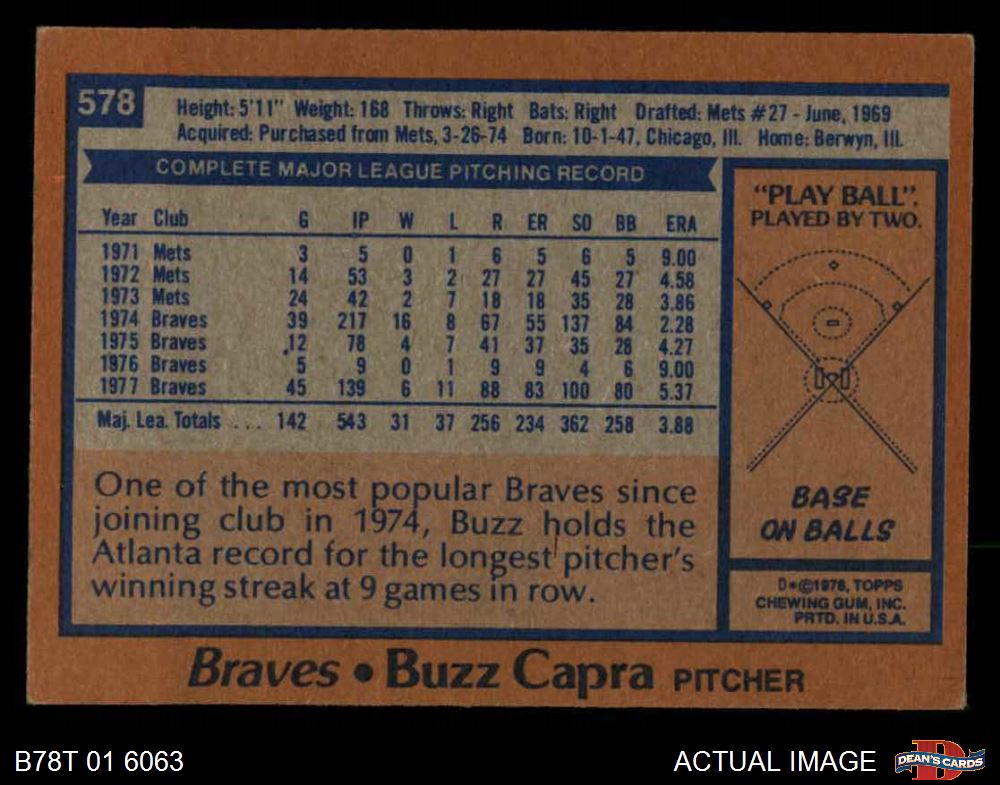 578
Height: 5'11" Weight: 168 Throws: Right Bats: Right Drafted: Mets #27 - June, 1969
Acquired: Purchased from Mets, 3-26-74 Born: 10-1-47, Chicago, Ill. Home: Berwyn, Ill.
COMPLETE MAJOR LEAGUE PITCHING RECORD
Year Club G IP W L R ER SO BB ERA
1971 Mets 3 5 0 1 6 5 6 5 9.00
1972 Mets 14 53 3 2 27 27 45 27 4.58
1973 Mets 24 42 2 7 18 18 35 28 3.86
1974 Braves 39 217 16 8 67 55 137 84 2.28
1975 Braves 12 78 4 7 41 37 35 28 4.27
1976 Braves 5 9 0 1 9 9 4 6 9.00
1977 Braves 45 139 6 11 88 83 100 80 5.37
Maj. Lea. Totals ... 142 543 31 37 256 234 362 258 3.88
One of the most popular Braves since
joining club in 1974, Buzz holds the
Atlanta record for the longest pitcher's
winning streak at 9 games in row.
"PLAY BALL".
PLAYED BY TWO.
BASE
ON BALLS
D*©1978, TOPPS
CHEWING GUM, INC.
PRTD. IN U.S.A.
Braves • Buzz Capra PITCHER
B78T 01 6063
ACTUAL IMAGE
D
DEAN'S CARDS